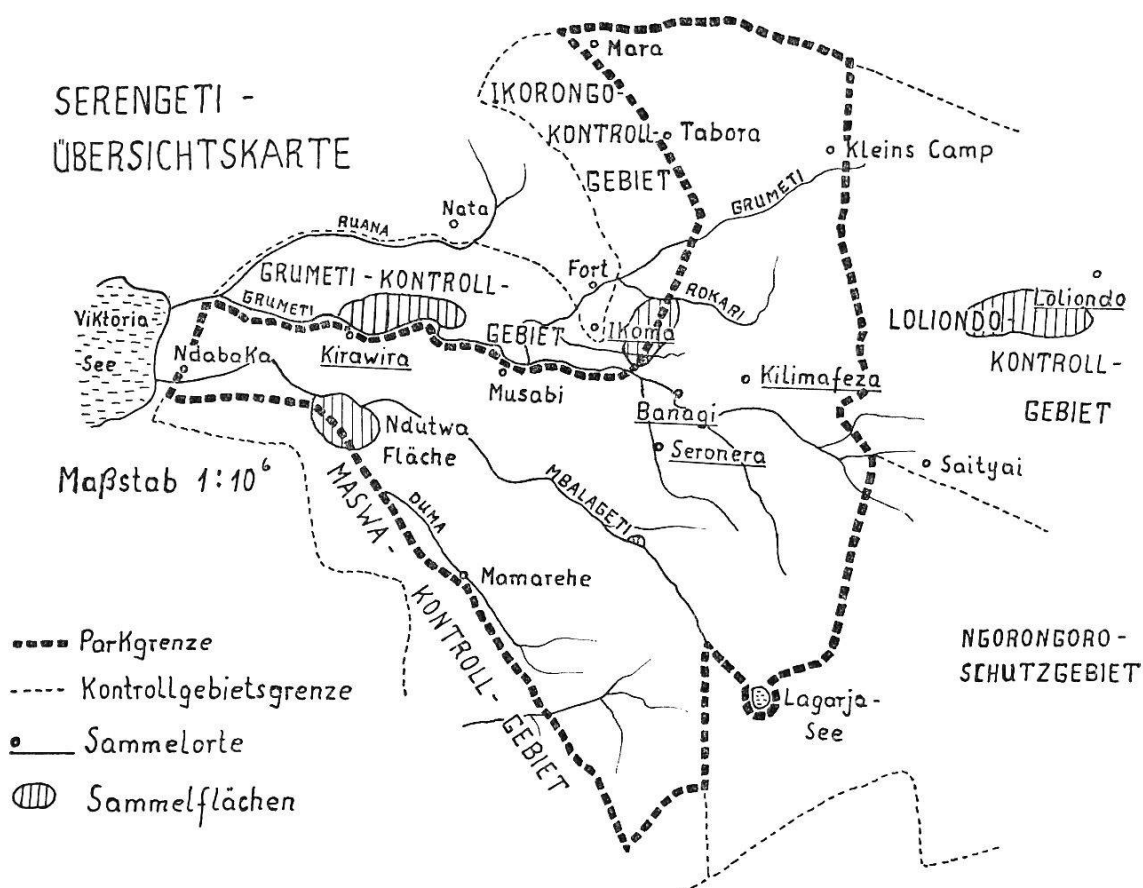 SERENGETI -
ÜBERSICHTSKARTE
Mara
IKORONGO-
KONTROLL-
GEBIET
Tabora
Kleins Camp
GRUMETI
Nata
RUANA
GRUMETI-KONTROLL-
GEBIET
GRUMETI
Fort
Ikoma
ROKARI
Viktoria-
See
Ndabaka
Kirawira
Musabi
Banagi
Kilimafeza
Seronera
Loliondo
LOLIONDO-
KONTROLL-
GEBIET
Saityai
Ndutwa
Fläche
Maßstab 1:10⁶
MASWA-
KONTROLL-
GEBIET
DUMA
MBALAGETI
Mamarehe
NGORONGORO-
SCHUTZGEBIET
Lagarja-
See
Parkgrenze
Kontrollgebietsgrenze
Sammelorte
Sammelflächen